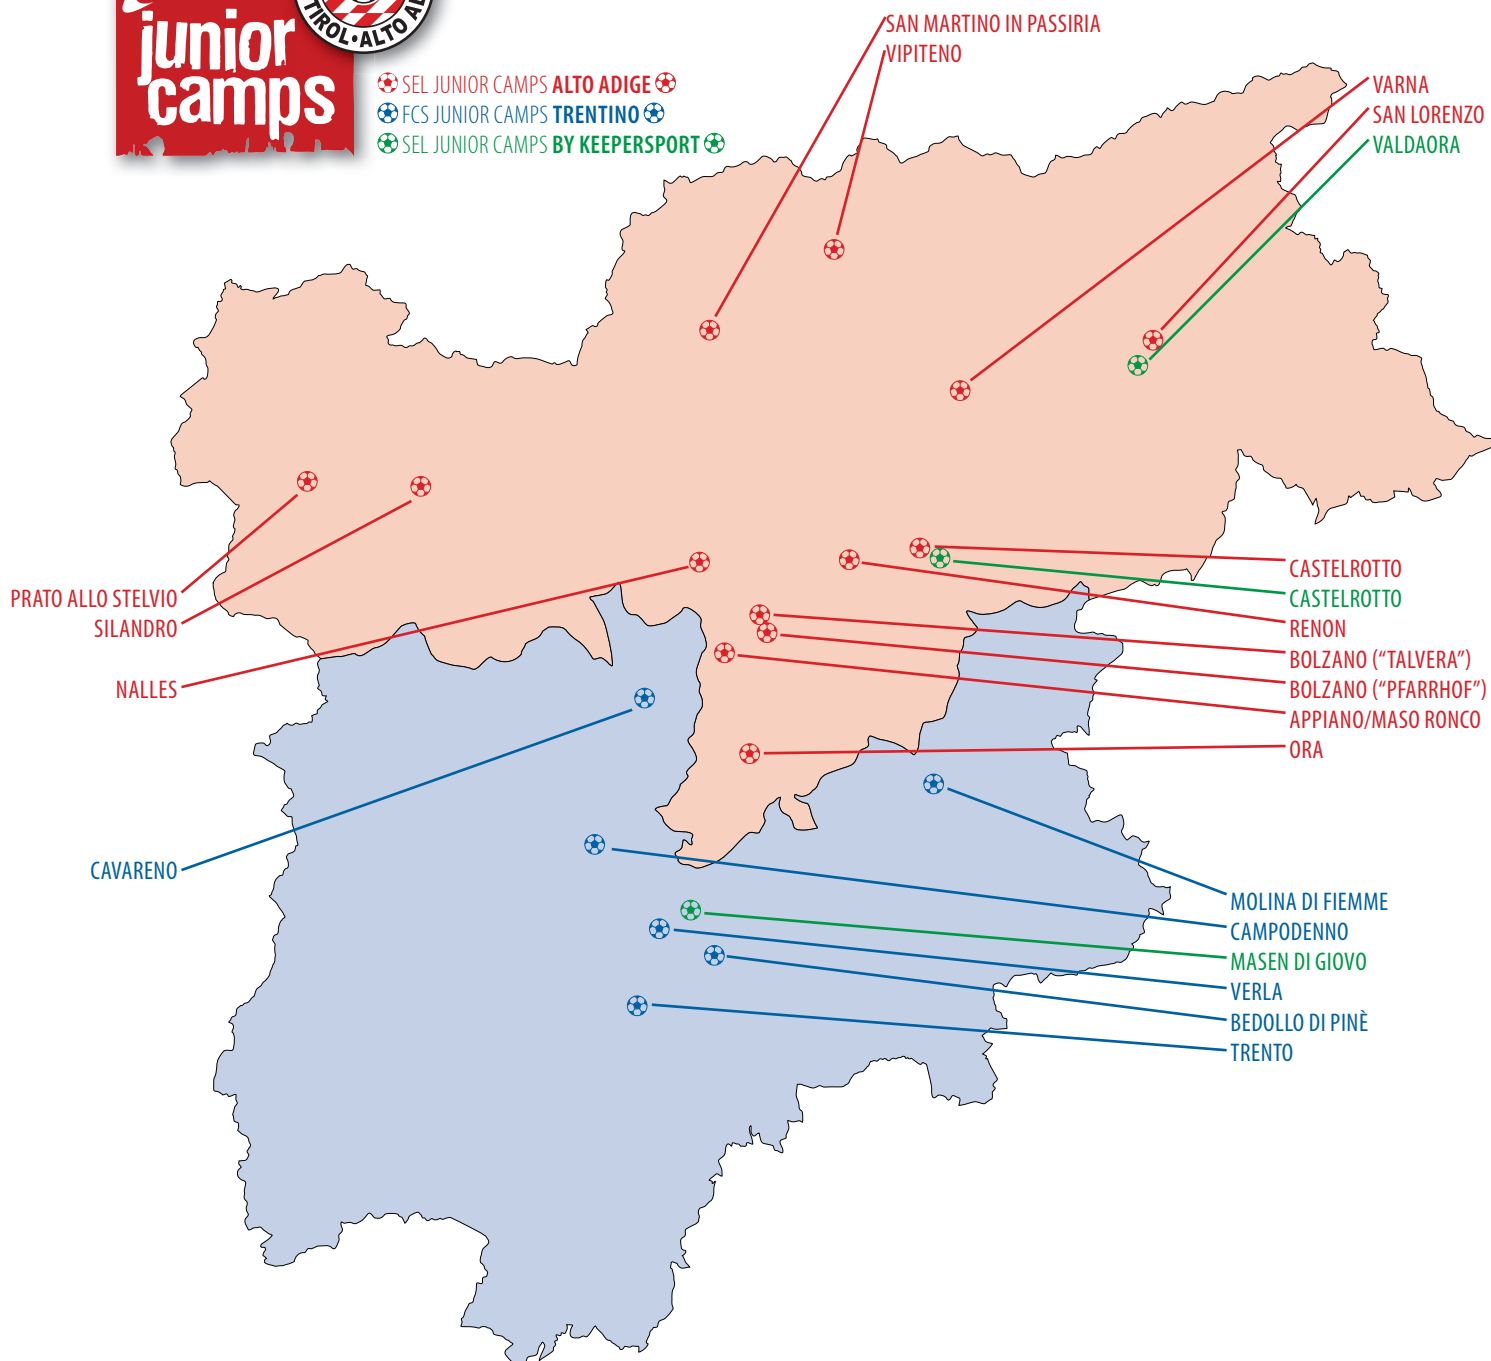 junior
camps
TIROL•ALTO
SEL JUNIOR CAMPS ALTO ADIGE
FCS JUNIOR CAMPS TRENTINO
SEL JUNIOR CAMPS BY KEEPERSPORT
SAN MARTINO IN PASSIRIA
VIPITENO
VARNA
SAN LORENZO
VALDAORA
PRATO ALLO STELVIO
SILANDRO
NALLES
CASTELROTTO
CASTELROTTO
RENON
BOLZANO (“TALVERA”)
BOLZANO (“PFARRHOF”)
APPIANO/MASO RONCO
ORA
CAVARENO
MOLINA DI FIEMME
CAMPODENNO
MASEN DI GIOVO
VERLA
BEDOLLO DI PINÈ
TRENTO